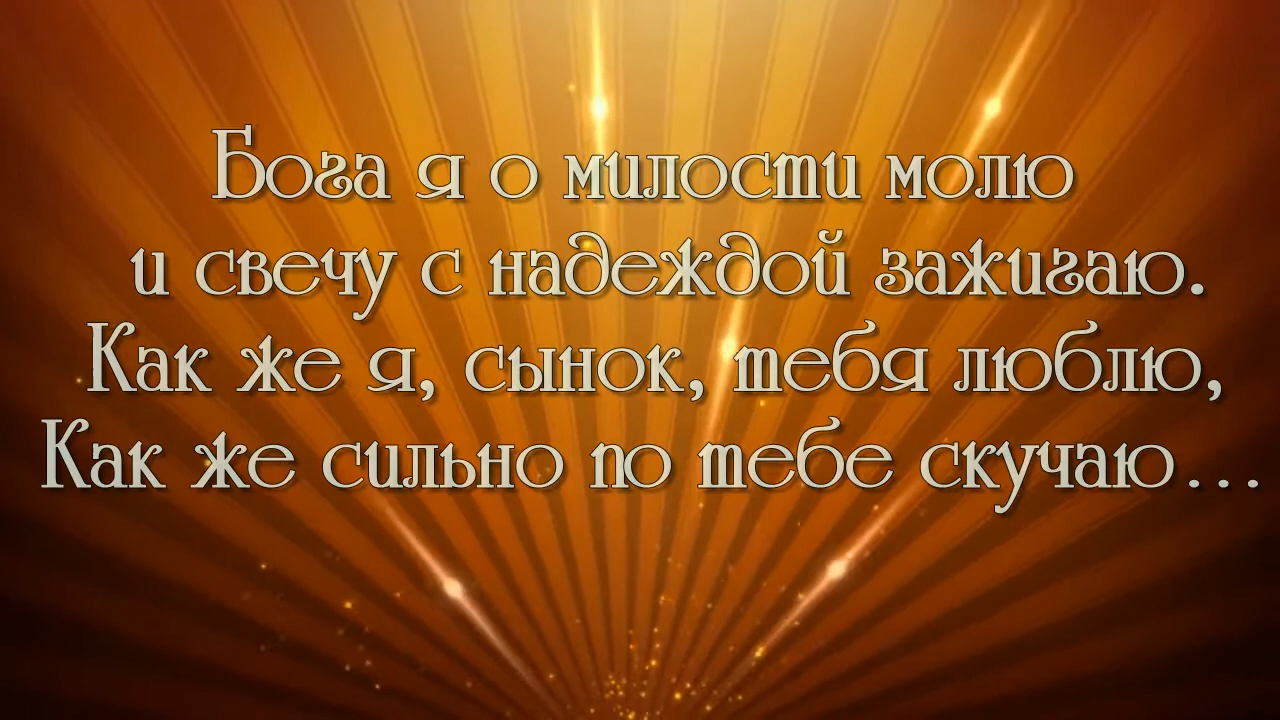 Бога я о милости молю
и свечу с надеждой зажигаю.
Как же я, сынок, тебя люблю,
Как же сильно по тебе скучаю...